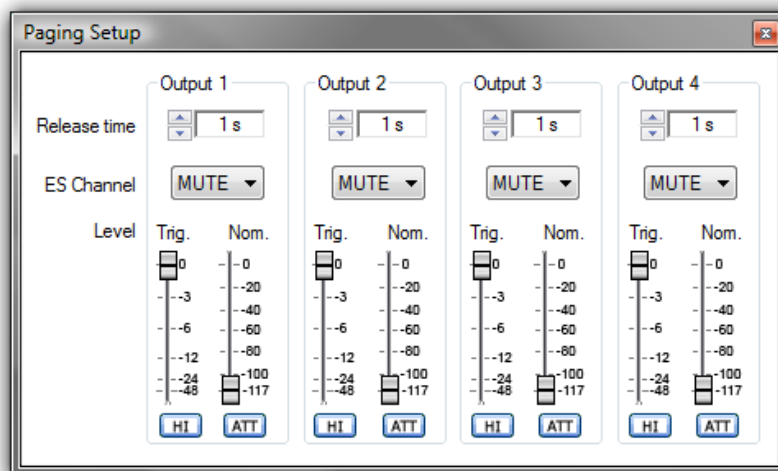 Paging Setup
Output 1 Output 2 Output 3 Output 4
Release time 1 s 1 s 1 s 1 s
ES Channel MUTE MUTE MUTE MUTE
Level Trig. Nom. Trig. Nom. Trig. Nom. Trig. Nom.
0 0 0 0 0 0 0 0
-3 -20 -3 -20 -3 -20 -3 -20
-40 -40 -40 -40
-6 -60 -6 -60 -6 -60 -6 -60
-12 -80 -12 -80 -12 -80 -12 -80
-24 -100 -24 -100 -24 -100 -24 -100
-48 -117 -48 -117 -48 -117 -48 -117
HI ATT HI ATT HI ATT HI ATT